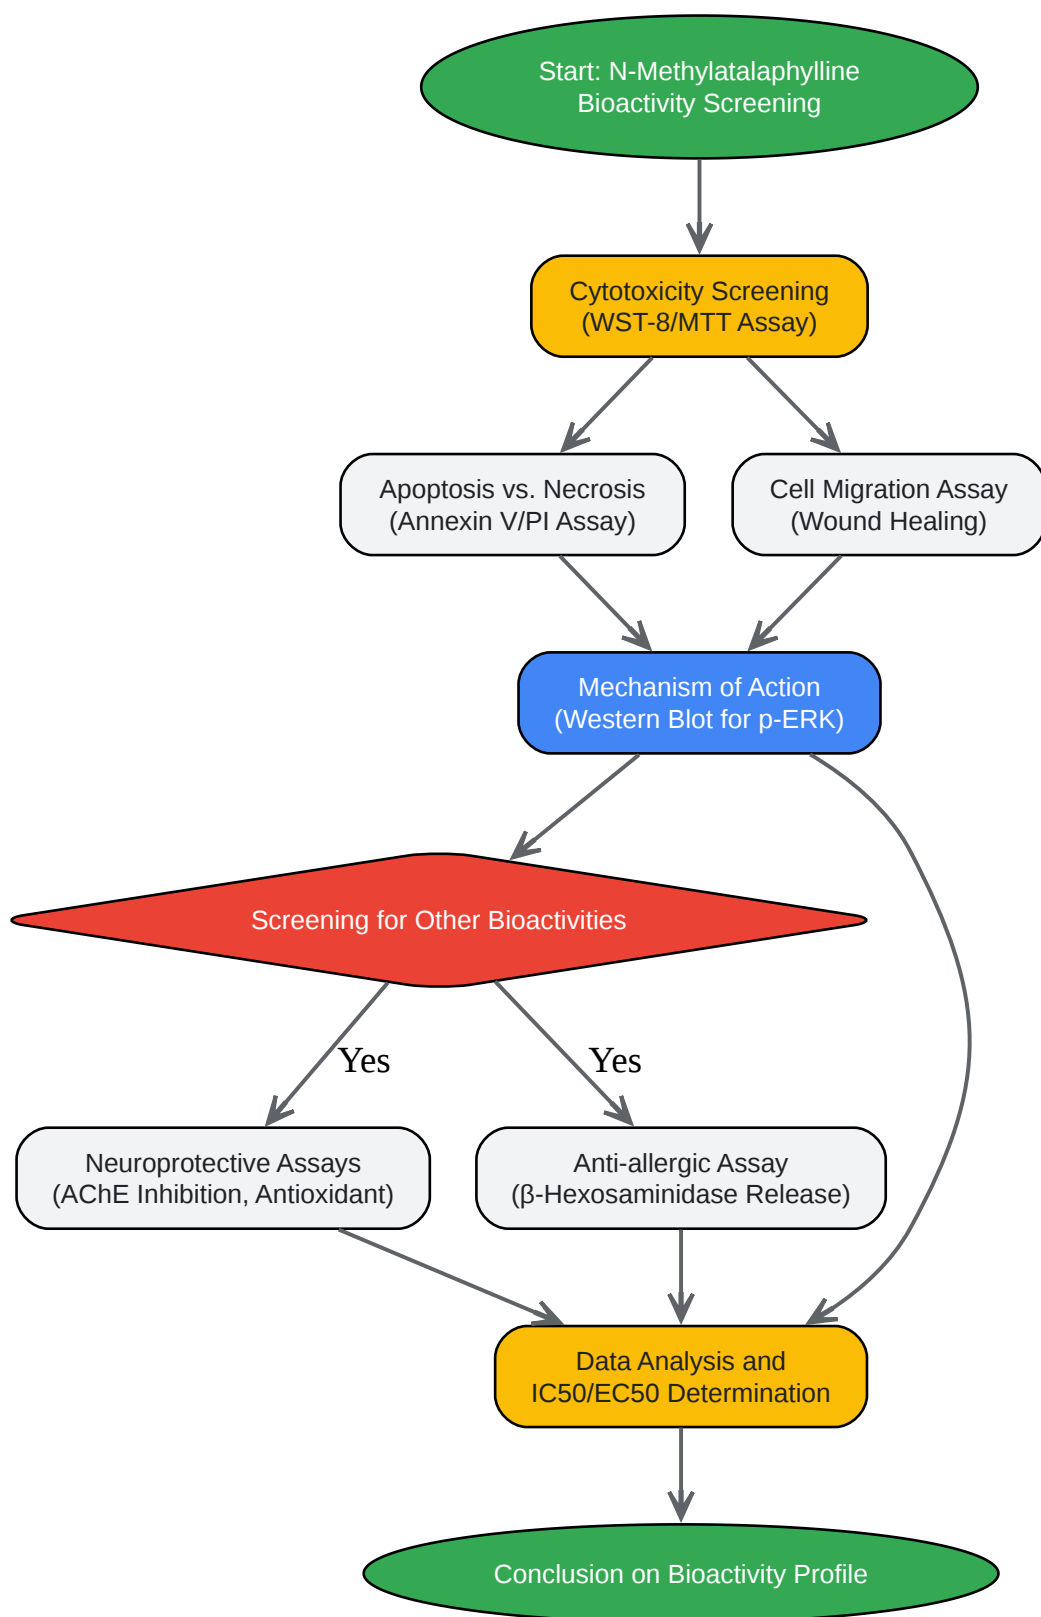 Start: N-Methylatalaphylline
Bioactivity Screening
Cytotoxicity Screening
(WST-8/MTT Assay)
Apoptosis vs. Necrosis
(Annexin V/PI Assay)
Cell Migration Assay
(Wound Healing)
Mechanism of Action
(Western Blot for p-ERK)
Screening for Other Bioactivities
Yes
Yes
Neuroprotective Assays
(AChE Inhibition, Antioxidant)
Anti-allergic Assay
(β-Hexosaminidase Release)
Data Analysis and
IC50/EC50 Determination
Conclusion on Bioactivity Profile